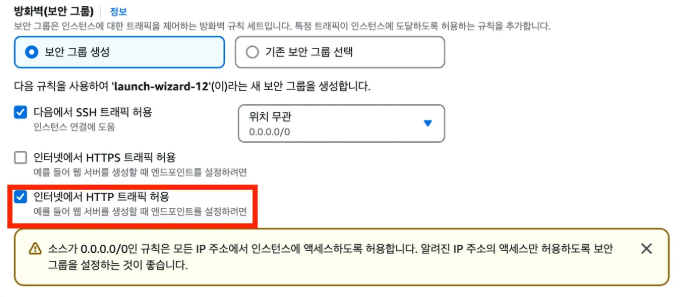 방화벽(보안 그룹) 정보
보안 그룹은 인스턴스에 대한 트래픽을 제어하는 방화벽 규칙 세트입니다. 특정 트래픽이 인스턴스에 도달하도록 허용하는 규칙을 추가합니다.
보안 그룹 생성
기존 보안 그룹 선택
다음 규칙을 사용하여 'launch-wizard-12'(이)라는 새 보안 그룹을 생성합니다.
다음에서 SSH 트래픽 허용
인스턴스 연결에 도움
위치 무관
0.0.0.0/0
인터넷에서 HTTPS 트래픽 허용
예를 들어 웹 서버를 생성할 때 엔드포인트를 설정하려면
인터넷에서 HTTP 트래픽 허용
예를 들어 웹 서버를 생성할 때 엔드포인트를 설정하려면
소스가 0.0.0.0/0인 규칙은 모든 IP 주소에서 인스턴스에 액세스하도록 허용합니다. 알려진 IP 주소의 액세스만 허용하도록 보안
그룹을 설정하는 것이 좋습니다.